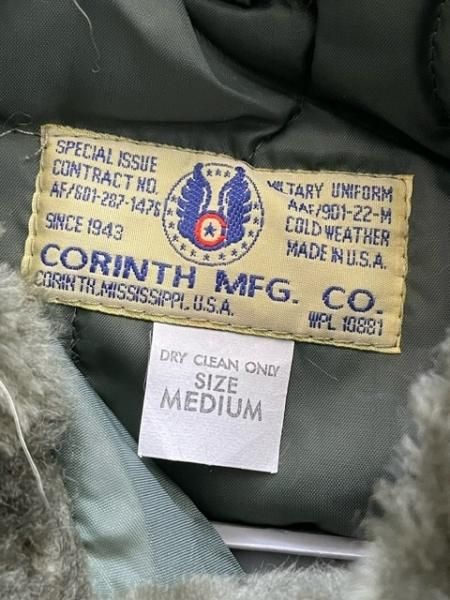 SPECIAL ISSUE
CONTRACT NO.
AF/601-287-1476
SINCE 1943
MILTARY UNIFORM
AAF/901-22-M
COLD WEATHER
MADE IN U.S.A.
C
CORINTH MFG. CO.
CORINTH, MISSISSIPPI, U.S.A.
WPL 10881
DRY CLEAN ONLY
SIZE
MEDIUM